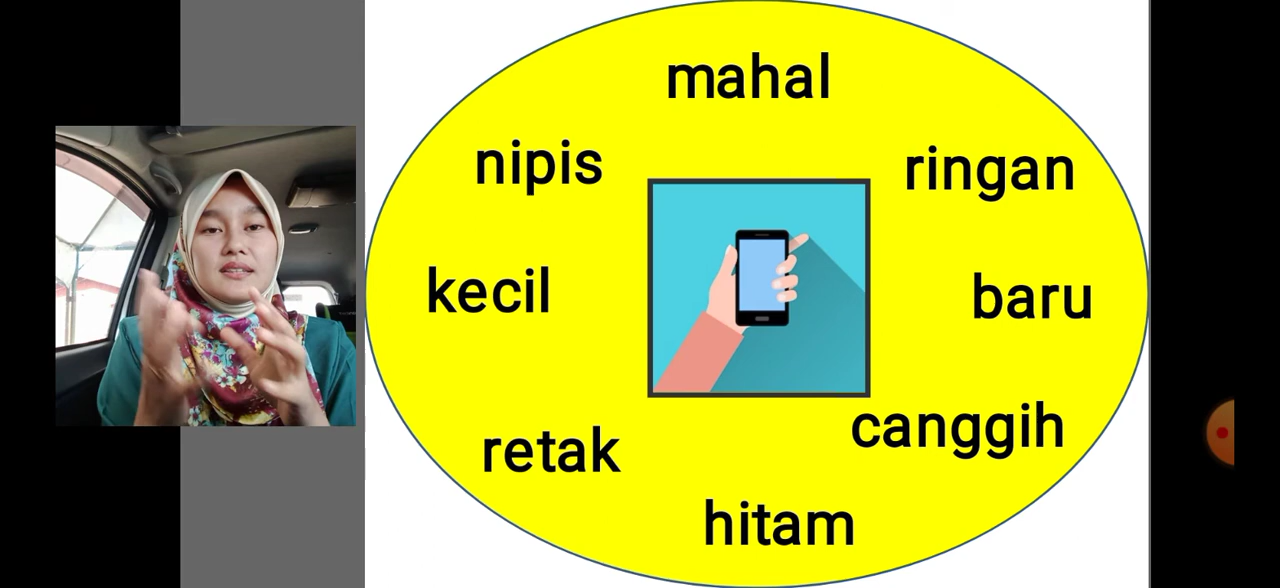 mahal
nipis
ringan
kecil
baru
canggih
retak
hitam